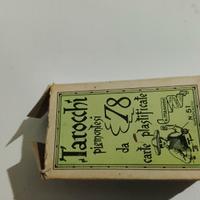 Tarocchi
piemontesi
da 78
carte plastificate
N 51